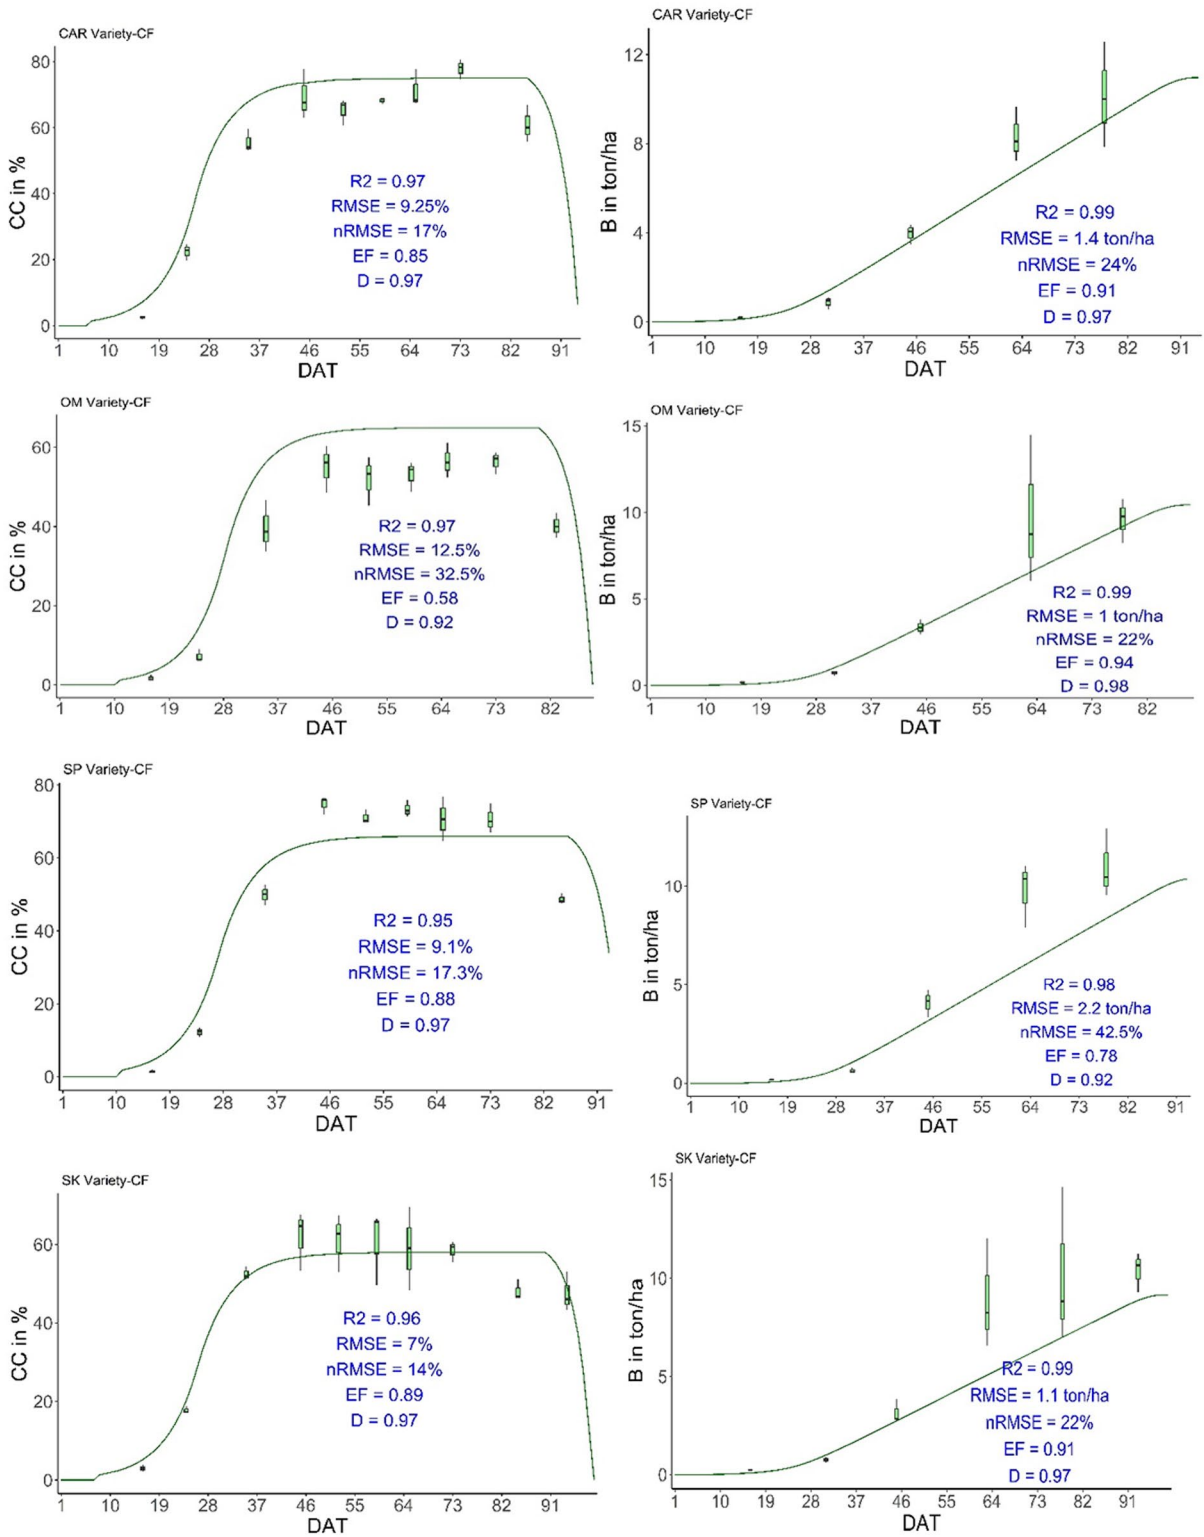 CAR Variety-CF
80
60
40
20
0
CC in %
R2 = 0.97
RMSE = 9.25%
nRMSE = 17%
EF = 0.85
D = 0.97
1 10 19 28 37 46 55 64 73 82 91
DAT
CAR Variety-CF
12
8
4
0
B in ton/ha
R2 = 0.99
RMSE = 1.4 ton/ha
nRMSE = 24%
EF = 0.91
D = 0.97
1 10 19 28 37 46 55 64 73 82 91
DAT
OM Variety-CF
60
40
20
0
CC in %
R2 = 0.97
RMSE = 12.5%
nRMSE = 32.5%
EF = 0.58
D = 0.92
1 10 19 28 37 46 55 64 73 82
DAT
OM Variety-CF
15
10
5
0
B in ton/ha
R2 = 0.99
RMSE = 1 ton/ha
nRMSE = 22%
EF = 0.94
D = 0.98
1 10 19 28 37 46 55 64 73 82
DAT
SP Variety-CF
80
60
40
20
0
CC in %
R2 = 0.95
RMSE = 9.1%
nRMSE = 17.3%
EF = 0.88
D = 0.97
1 10 19 28 37 46 55 64 73 82 91
DAT
SP Variety-CF
10
5
0
B in ton/ha
R2 = 0.98
RMSE = 2.2 ton/ha
nRMSE = 42.5%
EF = 0.78
D = 0.92
1 10 19 28 37 46 55 64 73 82 91
DAT
SK Variety-CF
60
40
20
0
CC in %
R2 = 0.96
RMSE = 7%
nRMSE = 14%
EF = 0.89
D = 0.97
1 10 19 28 37 46 55 64 73 82 91
DAT
SK Variety-CF
15
10
5
0
B in ton/ha
R2 = 0.99
RMSE = 1.1 ton/ha
nRMSE = 22%
EF = 0.91
D = 0.97
1 10 19 28 37 46 55 64 73 82 91
DAT